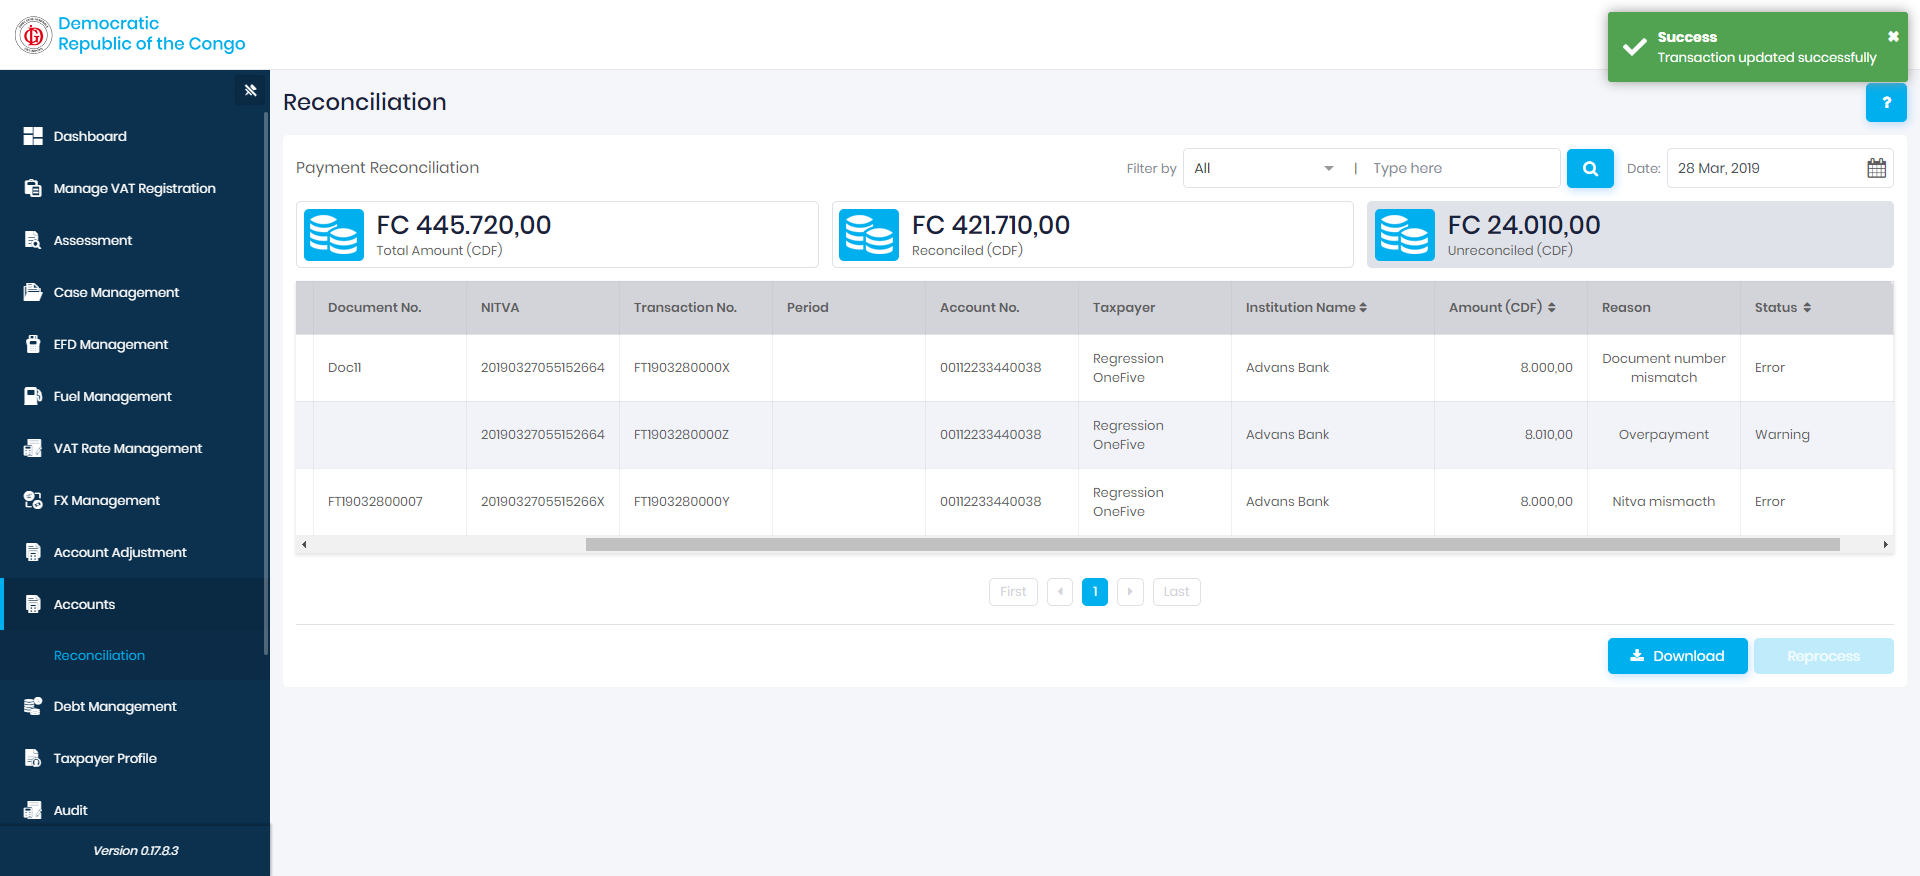 Democratic
Republic of the Congo
Success
Transaction updated successfully
Reconciliation
?
Dashboard
Manage VAT Registration
Assessment
Case Management
EFD Management
Fuel Management
VAT Rate Management
FX Management
Account Adjustment
Accounts
Reconciliation
Debt Management
Taxpayer Profile
Audit
Version 0.17.8.3
Payment Reconciliation
Filter by All | Type here Date: 28 Mar, 2019
FC 445.720,00
Total Amount (CDF)
FC 421.710,00
Reconciled (CDF)
FC 24.010,00
Unreconciled (CDF)
Document No. NITVA Transaction No. Period Account No. Taxpayer Institution Name Amount (CDF) Reason Status
Doc11 20190327055152664 FT1903280000X 00112233440038 Regression OneFive Advans Bank 8.000,00 Document number mismatch Error
20190327055152664 FT1903280000Z 00112233440038 Regression OneFive Advans Bank 8.010,00 Overpayment Warning
FT19032800007 2019032705515266X FT1903280000Y 00112233440038 Regression OneFive Advans Bank 8.000,00 Nitva mismacth Error
First 1 Last
Download Reprocess